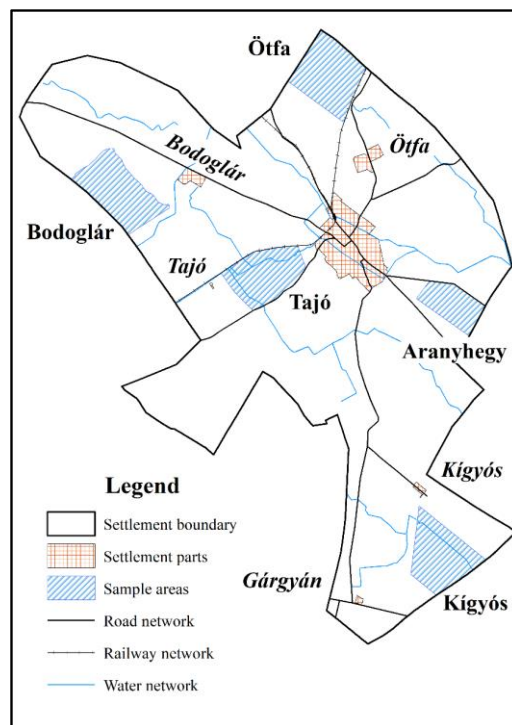 Ötfa
Bodoglár
Ötfa
Bodoglár
Tajó
Tajó
Aranyhegy
Kígyós
Legend
Settlement boundary
Settlement parts
Sample areas
Road network
Railway network
Water network
Gárgyán
Kígyós